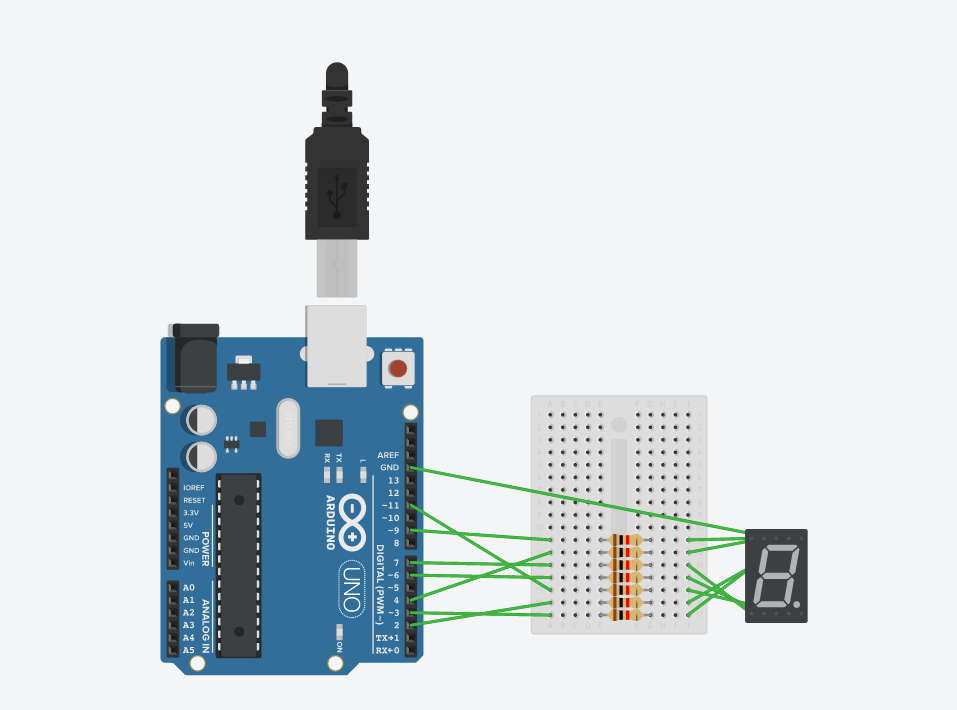 AREF
GND
13
12
~11
~10
~9
8
7
~6
~5
4
~3
2
TX→1
RX←0
DIGITAL (PWM~)
RX
TX
L
ARDUINO
UNO
ON
IOREF
RESET
3.3V
5V
GND
GND
Vin
POWER
A0
A1
A2
A3
A4
A5
ANALOG IN
A B C D E
F G H I J